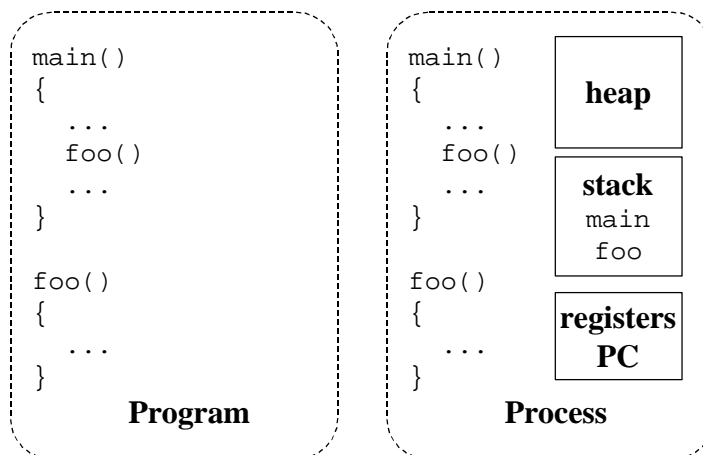 main()
{
...
foo()
...
}
foo()
{
...
}
Program
main()
{
...
foo()
...
}
foo()
{
...
}
heap
stack
main
foo
registers
PC
Process